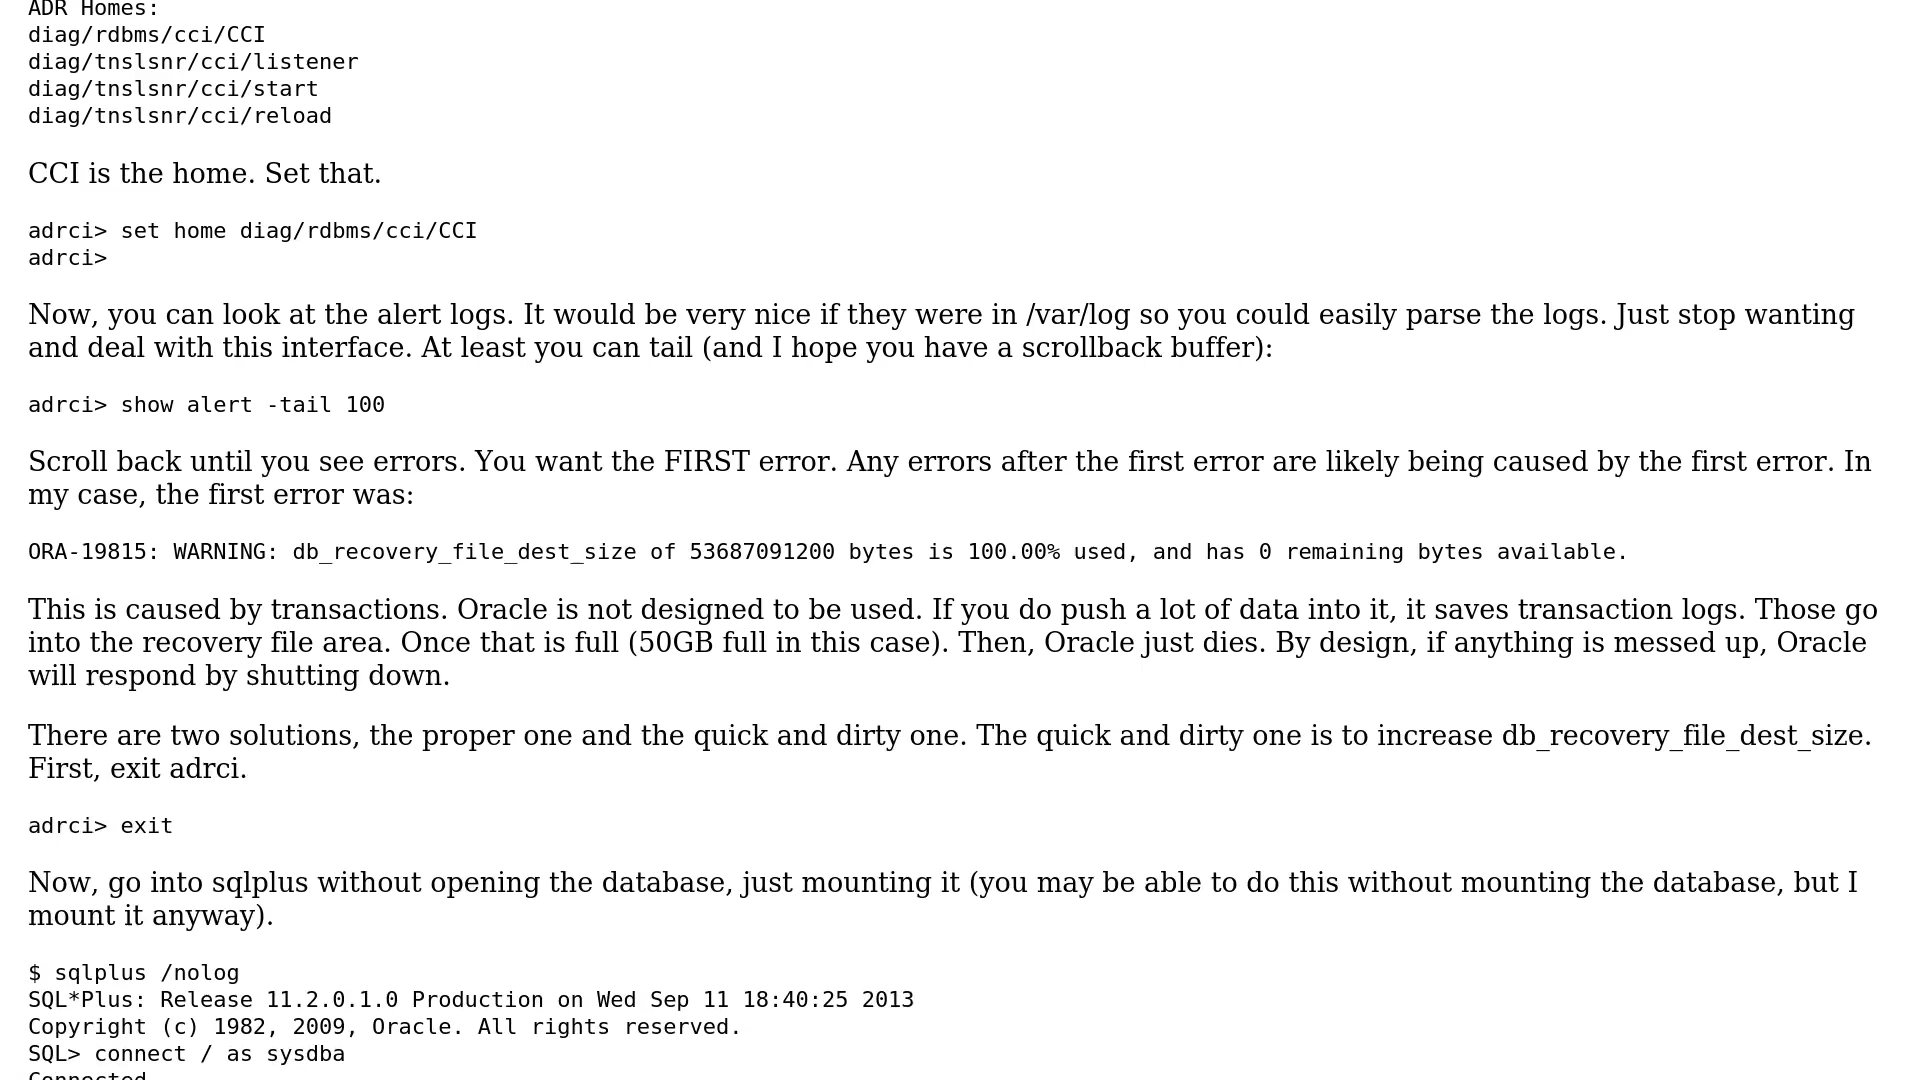 ADR Homes:
diag/rdbms/cci/CCI
diag/tnslsnr/cci/listener
diag/tnslsnr/cci/start
diag/tnslsnr/cci/reload
CCI is the home. Set that.
adrci> set home diag/rdbms/cci/CCI
adrci>
Now, you can look at the alert logs. It would be very nice if they were in /var/log so you could easily parse the logs. Just stop wanting
and deal with this interface. At least you can tail (and I hope you have a scrollback buffer):
adrci> show alert -tail 100
Scroll back until you see errors. You want the FIRST error. Any errors after the first error are likely being caused by the first error. In
my case, the first error was:
ORA-19815: WARNING: db_recovery_file_dest_size of 53687091200 bytes is 100.00% used, and has 0 remaining bytes available.
This is caused by transactions. Oracle is not designed to be used. If you do push a lot of data into it, it saves transaction logs. Those go
into the recovery file area. Once that is full (50GB full in this case). Then, Oracle just dies. By design, if anything is messed up, Oracle
will respond by shutting down.
There are two solutions, the proper one and the quick and dirty one. The quick and dirty one is to increase db_recovery_file_dest_size.
First, exit adrci.
adrci> exit
Now, go into sqlplus without opening the database, just mounting it (you may be able to do this without mounting the database, but I
mount it anyway).
$ sqlplus /nolog
SQL*Plus: Release 11.2.0.1.0 Production on Wed Sep 11 18:40:25 2013
Copyright (c) 1982, 2009, Oracle. All rights reserved.
SQL> connect / as sysdba
Connected